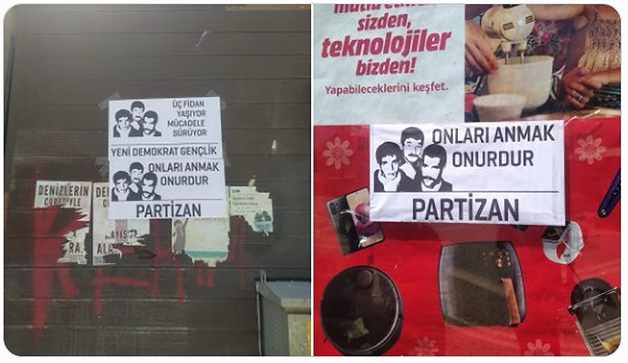 ÜÇ FİDAN
YAŞIYOR
MÜCADELE
SÜRÜYOR
YENİ DEMOKRAT GENÇLİK
ONLARI ANMAK
ONURDUR
PARTİZAN
DENİZLERİN
sizden,
teknolojiler
bizden!
Yapabileceklerini keşfet.
ONLARI ANMAK
ONURDUR
PARTİZAN